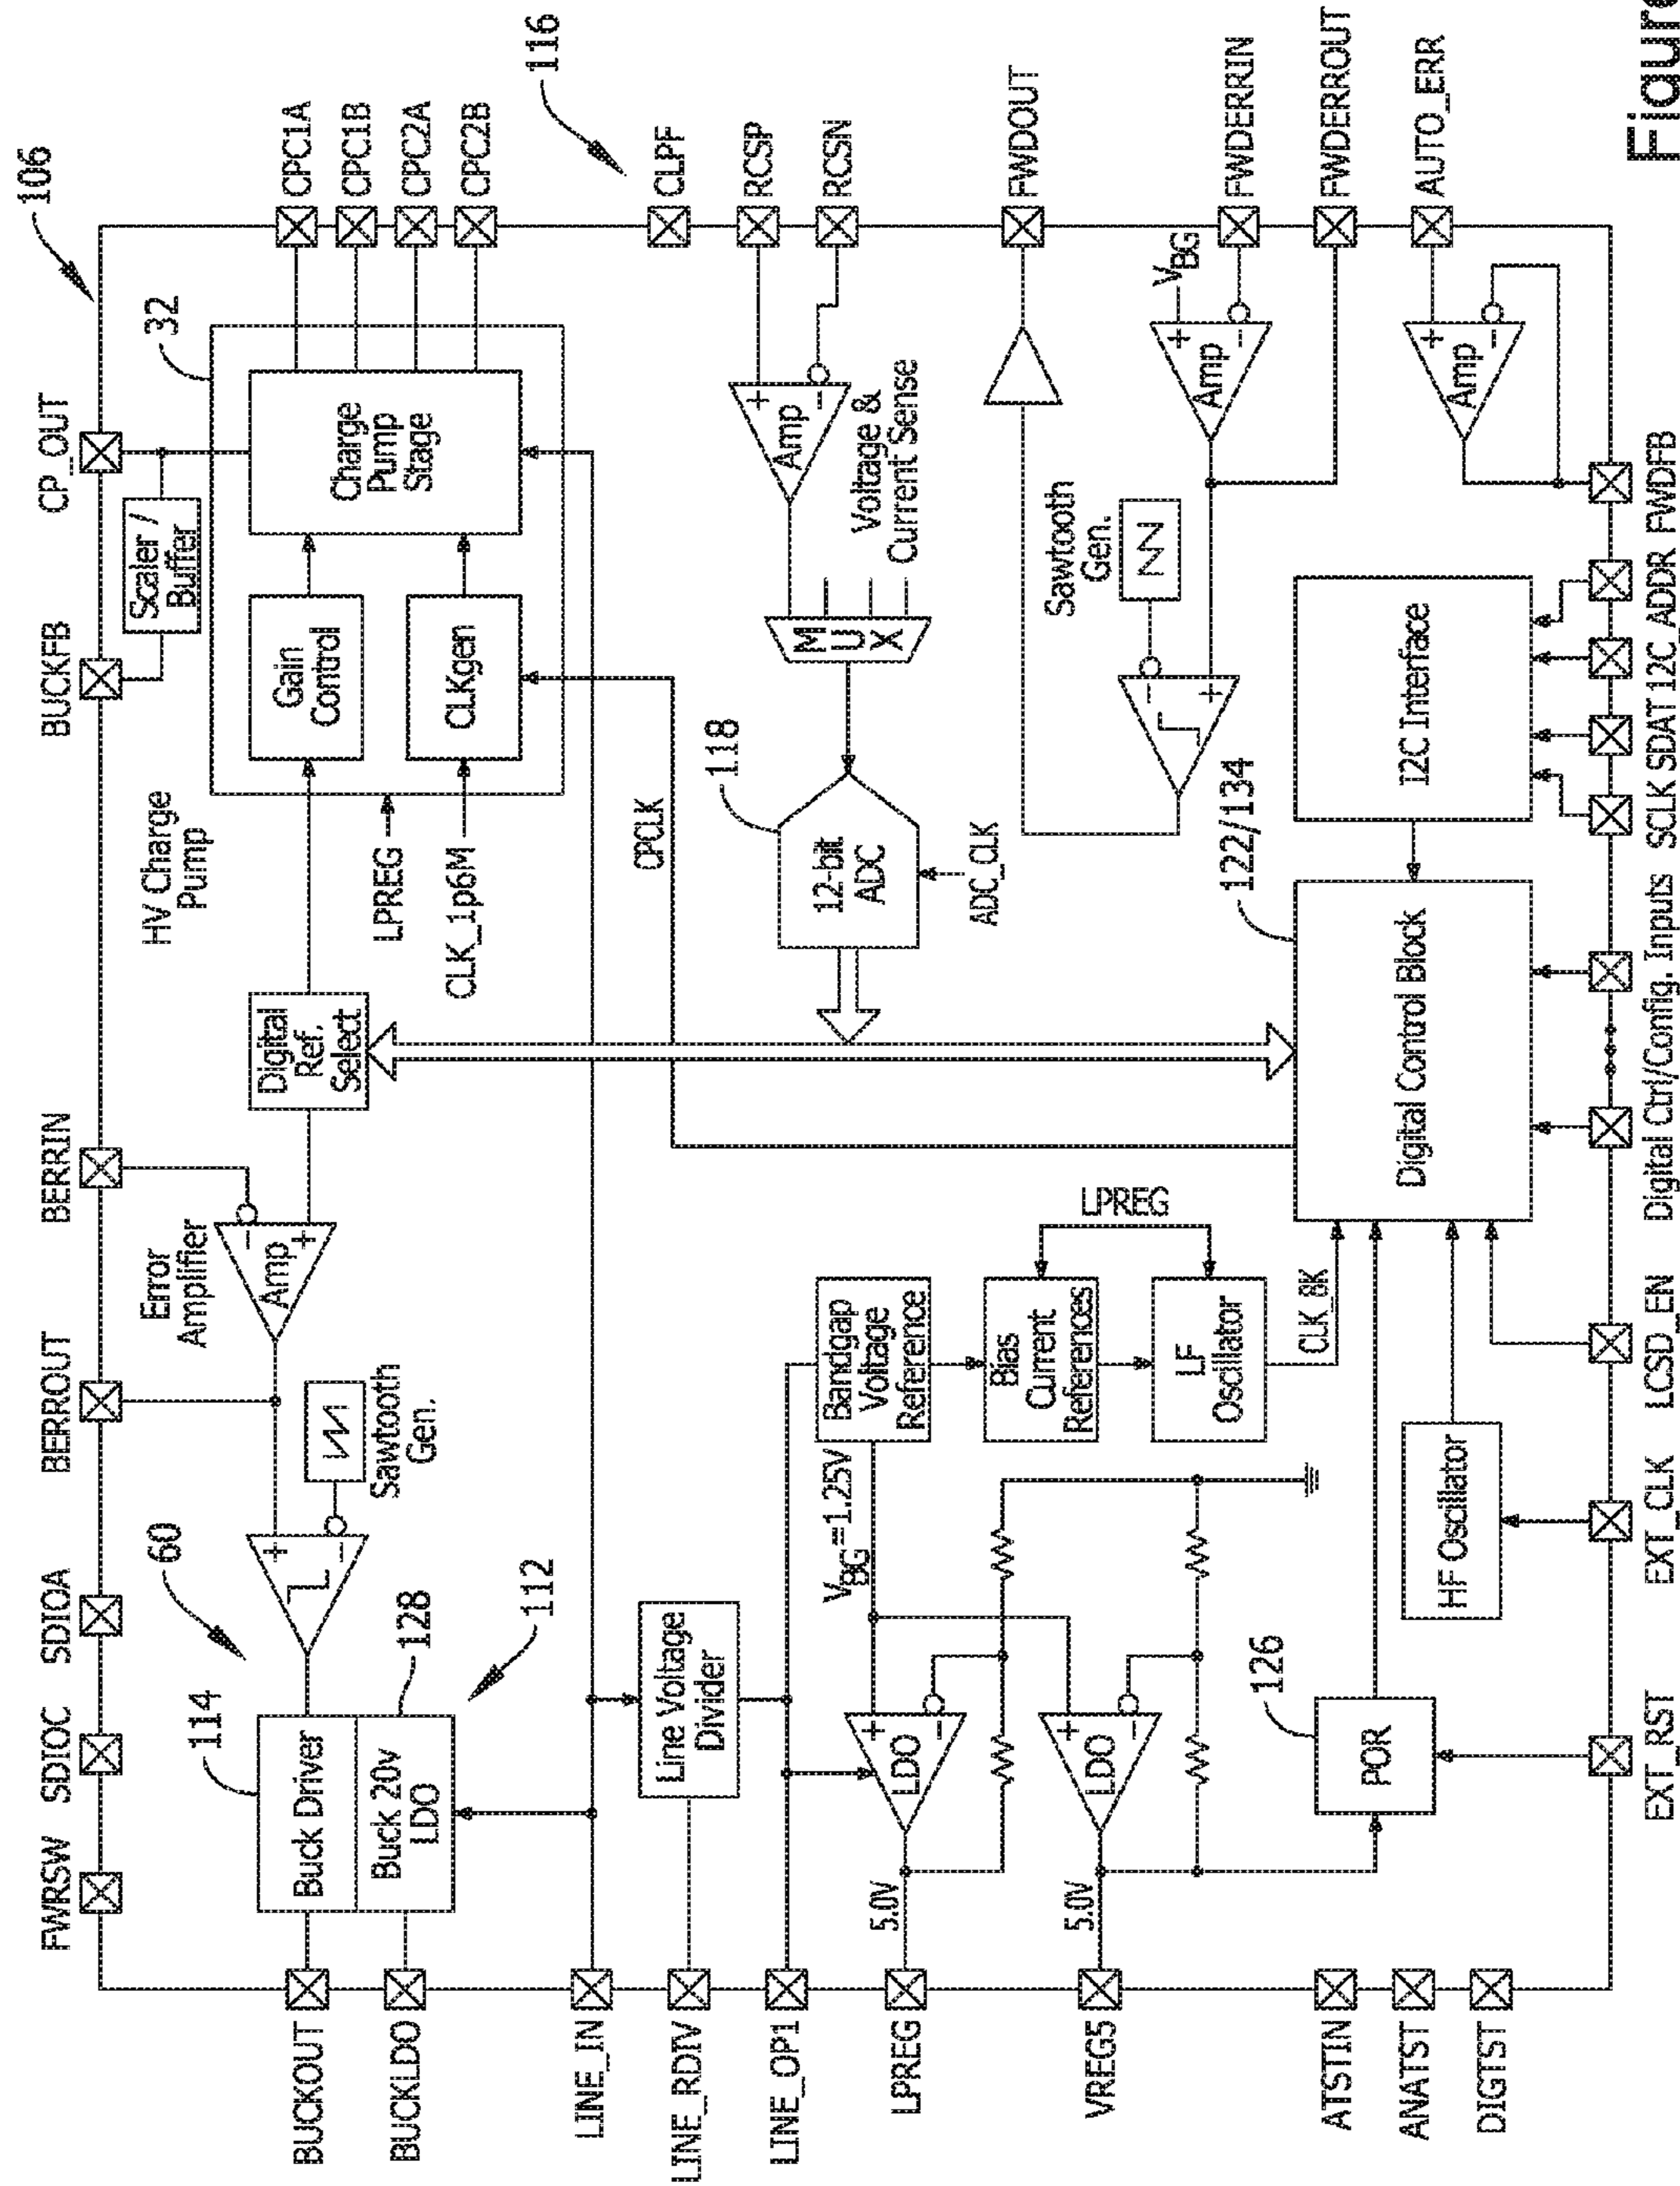 106
FWRSW
SDIOC
SDIOA
BERROUT
BERRIN
BUCKFB
CP_OUT
116
BUCKOUT
BUCKLDO
LINE_IN
LINE_RDIV
LINE_OP1
LPREG
VREG5
ATSTIN
ANATST
DIGTST
CPC1A
CPC1B
CPC2A
CPC2B
CLPF
RCSP
RCSN
FWDOUT
FWDERRIN
FWDERROUT
AUTO_ERR
114
Buck Driver
Buck 20v
LDO
60
128
112
+
-
Sawtooth
Gen.
Error
Amplifier
Amp
-
+
Digital
Ref.
Select
HV Charge
Pump
Scaler /
Buffer
32
Gain
Control
CLKgen
Charge
Pump
Stage
LPREG
CLK_1p6M
CPCLK
Line Voltage
Divider
VBG=1.25V
Bandgap
Voltage
Reference
Bias
Current
References
LF
Oscillator
LPREG
CLK_8K
LDO
+
-
5.0V
LDO
+
-
5.0V
126
POR
HF Oscillator
118
12-bit
ADC
ADC_CLK
MUX
Amp
+
-
Voltage &
Current Sense
Sawtooth
Gen.
-
+
VBG
+
-
Amp
+
-
Amp
122/134
Digital Control Block
I2C Interface
EXT_RST
EXT_CLK
LCSD_EN
Digital Ctrl/Config. Inputs
SCLK
SDAT
12C_ADDR
FWDFB
Figure